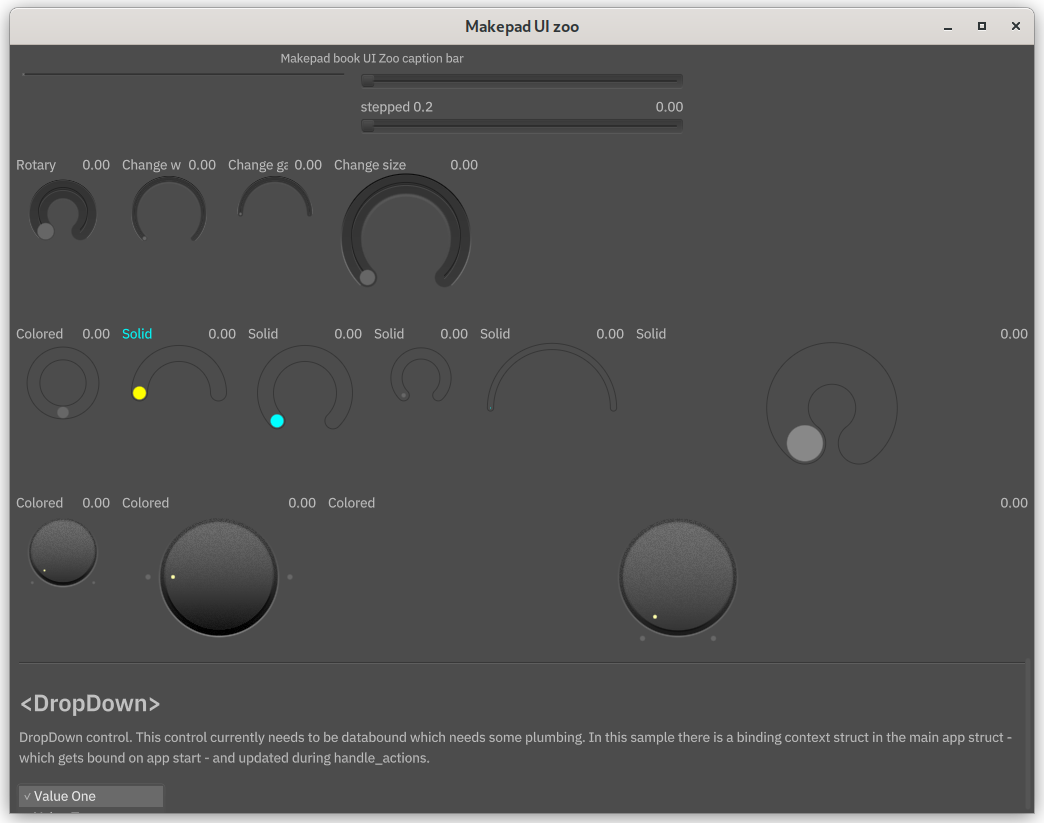 Makepad UI zoo
Makepad book UI Zoo caption bar
stepped 0.2 0.00
Rotary 0.00 Change w 0.00 Change ga 0.00 Change size 0.00
Colored 0.00 Solid 0.00 Solid 0.00 Solid 0.00 Solid 0.00 Solid 0.00
Colored 0.00 Colored 0.00 Colored 0.00
<DropDown>
DropDown control. This control currently needs to be databound which needs some plumbing. In this sample there is a binding context struct in the main app struct -
which gets bound on app start - and updated during handle_actions.
Value One